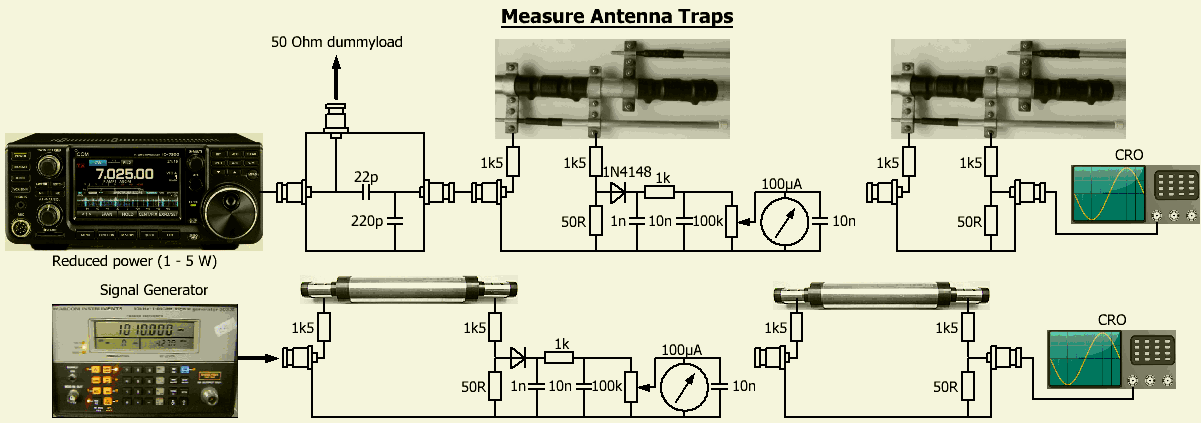 Measure Antenna Traps
50 Ohm dummyload
7.025.00
22p
220p
Reduced power (1 - 5 W)
1k5
1k5
1N4148
1k
100µA
50R
1n
10n
100k
10n
1k5
1k5
50R
CRO
Signal Generator
1010.000
1k5
1k5
1k
100µA
50R
1n
10n
100k
10n
1k5
1k5
50R
CRO